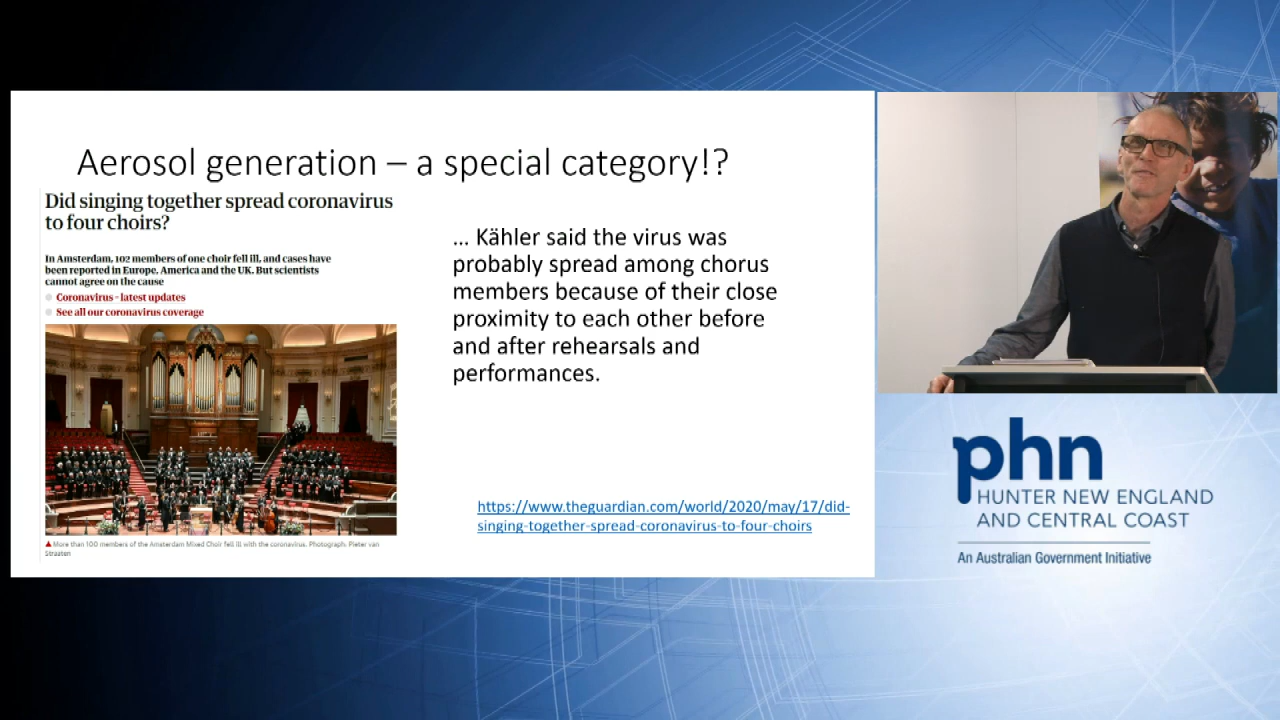 Aerosol generation – a special category!?
Did singing together spread coronavirus
to four choirs?
In Amsterdam, 102 members of one choir fell ill, and cases have
been reported in Europe, America and the UK. But scientists
cannot agree on the cause
Coronavirus – latest updates
See all our coronavirus coverage
More than 100 members of the Amsterdam Mixed Choir fell ill with the coronavirus. Photograph: Pieter van
Straaten
... Kähler said the virus was
probably spread among chorus
members because of their close
proximity to each other before
and after rehearsals and
performances.
https://www.theguardian.com/world/2020/may/17/did-
singing-together-spread-coronavirus-to-four-choirs
phn
HUNTER NEW ENGLAND
AND CENTRAL COAST
An Australian Government Initiative